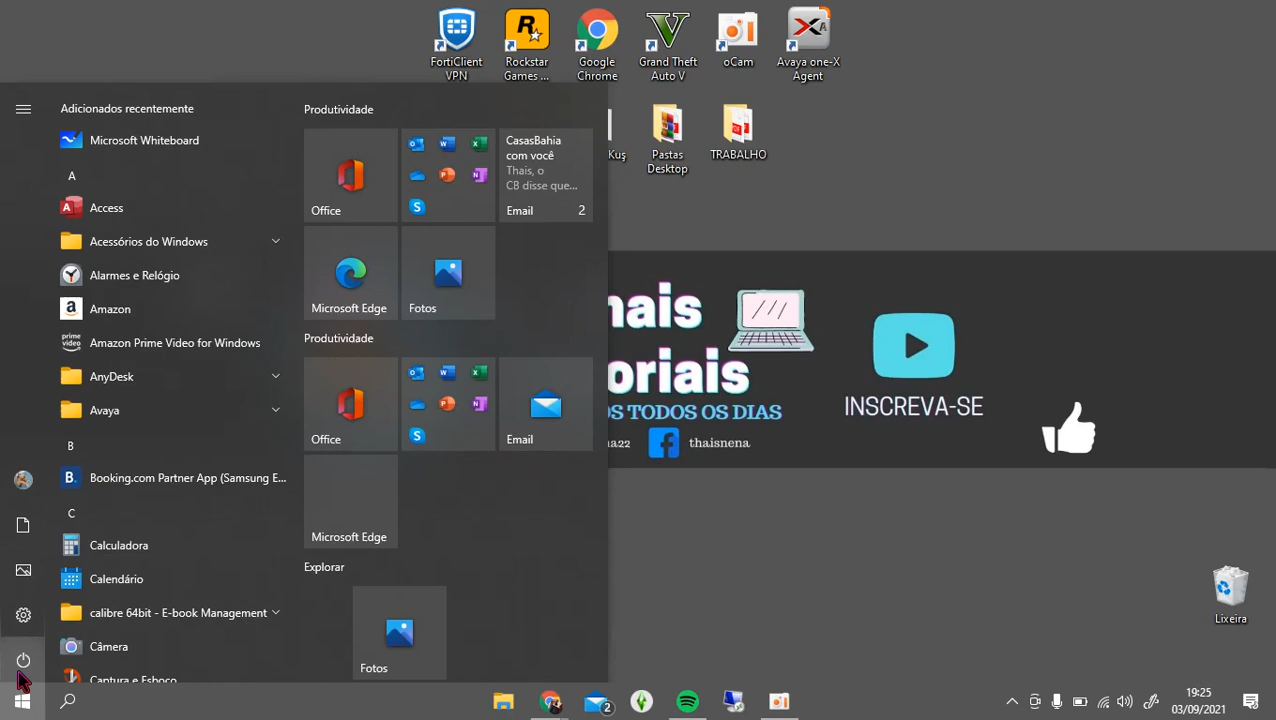 FortiClient VPN
Rockstar Games ...
Google Chrome
Grand Theft Auto V
oCam
Avaya one-X Agent
Kuş
Pastas Desktop
TRABALHO
Adicionados recentemente
Microsoft Whiteboard
A
Access
Acessórios do Windows
Alarmes e Relógio
Amazon
Amazon Prime Video for Windows
AnyDesk
Avaya
B
Booking.com Partner App (Samsung E...
C
Calculadora
Calendário
calibre 64bit - E-book Management
Câmera
Captura e Esboço
Produtividade
Office
CasasBahia
com você
Thais, o
CB disse que...
Email 2
Microsoft Edge
Fotos
Produtividade
Office
Email
Microsoft Edge
Explorar
Fotos
hais
oriais
OS TODOS OS DIAS
ua22
thaisnena
INSCREVA-SE
Lixeira
2
19:25
03/09/2021